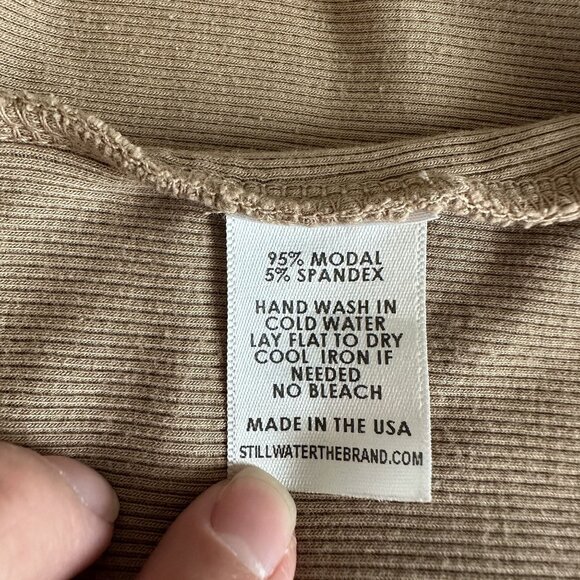 95% MODAL
5% SPANDEX
HAND WASH IN
COLD WATER
LAY FLAT TO DRY
COOL IRON IF
NEEDED
NO BLEACH
MADE IN THE USA
STILLWATERTHEBRAND.COM